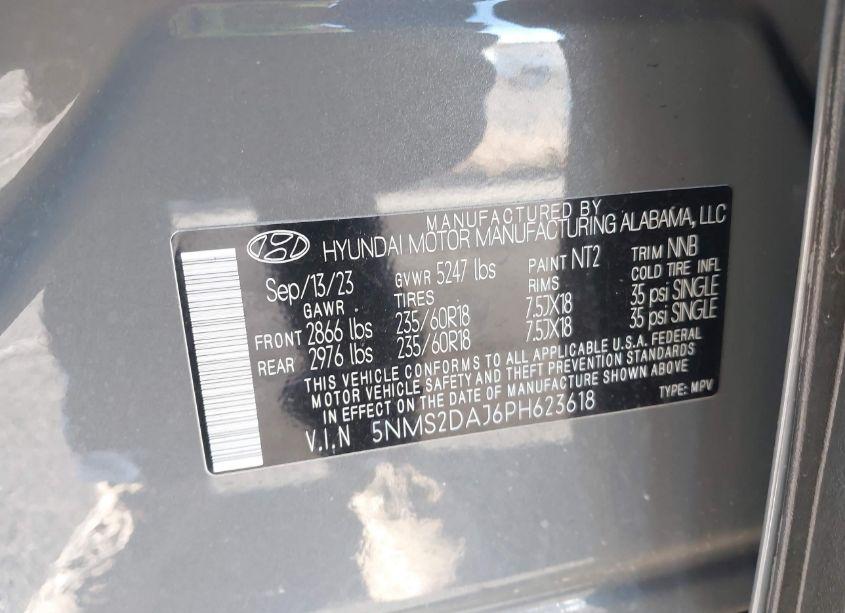 MANUFACTURED BY
HYUNDAI MOTOR MANUFACTURING ALABAMA, LLC
Sep/13/23 GVWR 5247 lbs PAINT NT2 TRIM NNB
GAWR TIRES RIMS COLD TIRE INFL
FRONT 2866 lbs 235/60R18 7.5JX18 35 psi SINGLE
REAR 2976 lbs 235/60R18 7.5JX18 35 psi SINGLE
THIS VEHICLE CONFORMS TO ALL APPLICABLE U.S.A. FEDERAL
MOTOR VEHICLE SAFETY AND THEFT PREVENTION STANDARDS
IN EFFECT ON THE DATE OF MANUFACTURE SHOWN ABOVE
V.I.N 5NMS2DAJ6PH623618 TYPE: MPV